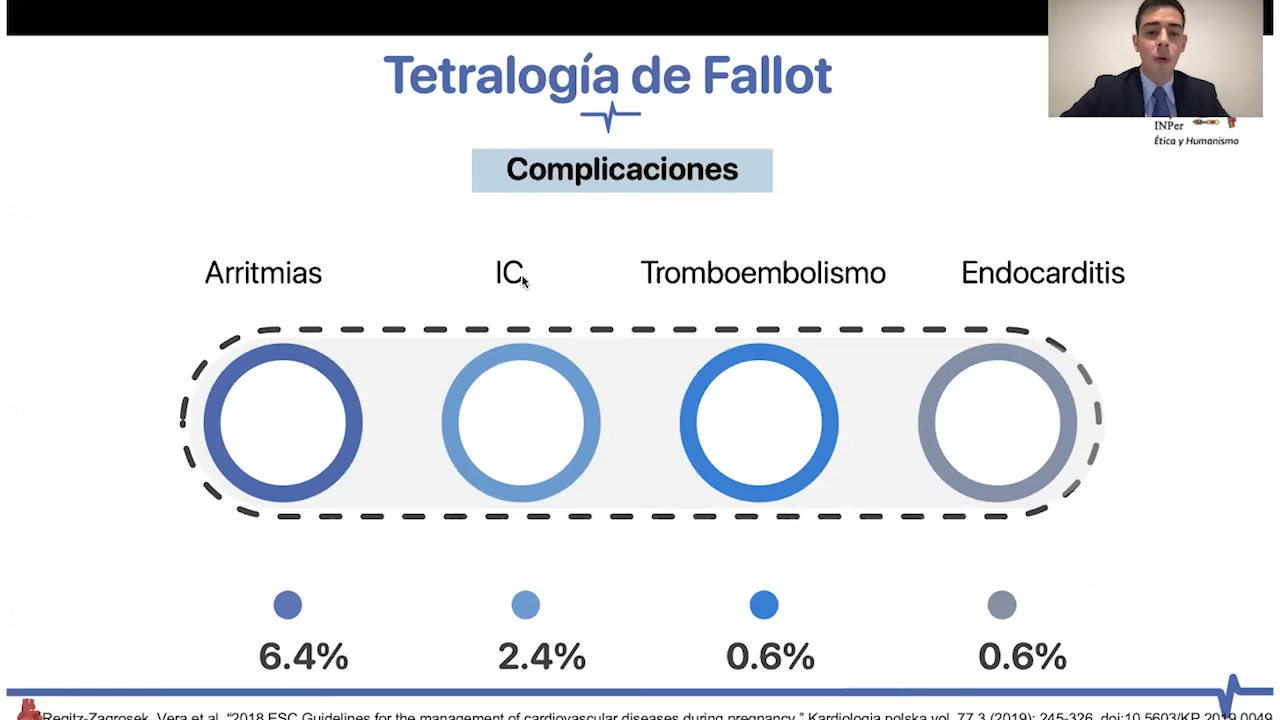 Tetralogía de Fallot
INPer
Ética y Humanismo
Complicaciones
Arritmias IC Tromboembolismo Endocarditis
6.4% 2.4% 0.6% 0.6%
Regitz-Zagrosek, Vera et al. “2018 ESC Guidelines for the management of cardiovascular diseases during pregnancy.” Kardiologia polska vol. 77,3 (2019): 245-326. doi:10.5603/KP.2019.0049